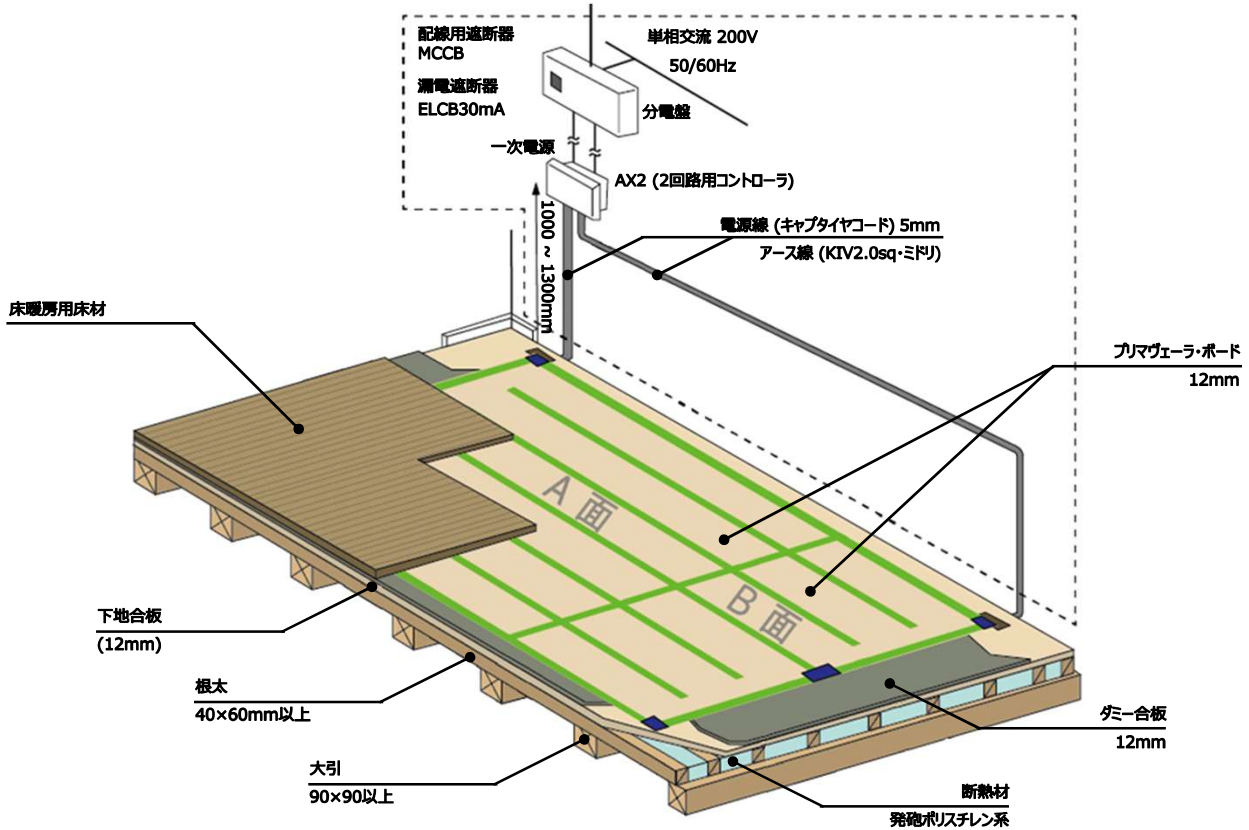 配線用遮断器
MCCB
漏電遮断器
ELCB30mA
単相交流 200V
50/60Hz
分電盤
一次電源
AX2 (2回路用コントローラ)
1000 ~ 1300mm
電源線 (キャプタイヤコード) 5mm
アース線 (KIV2.0sq・ミドリ)
床暖房用床材
プリマヴェーラ・ボード
12mm
A 面
B 面
下地合板
(12mm)
根太
40×60mm以上
大引
90×90以上
ダミー合板
12mm
断熱材
発砲ポリスチレン系